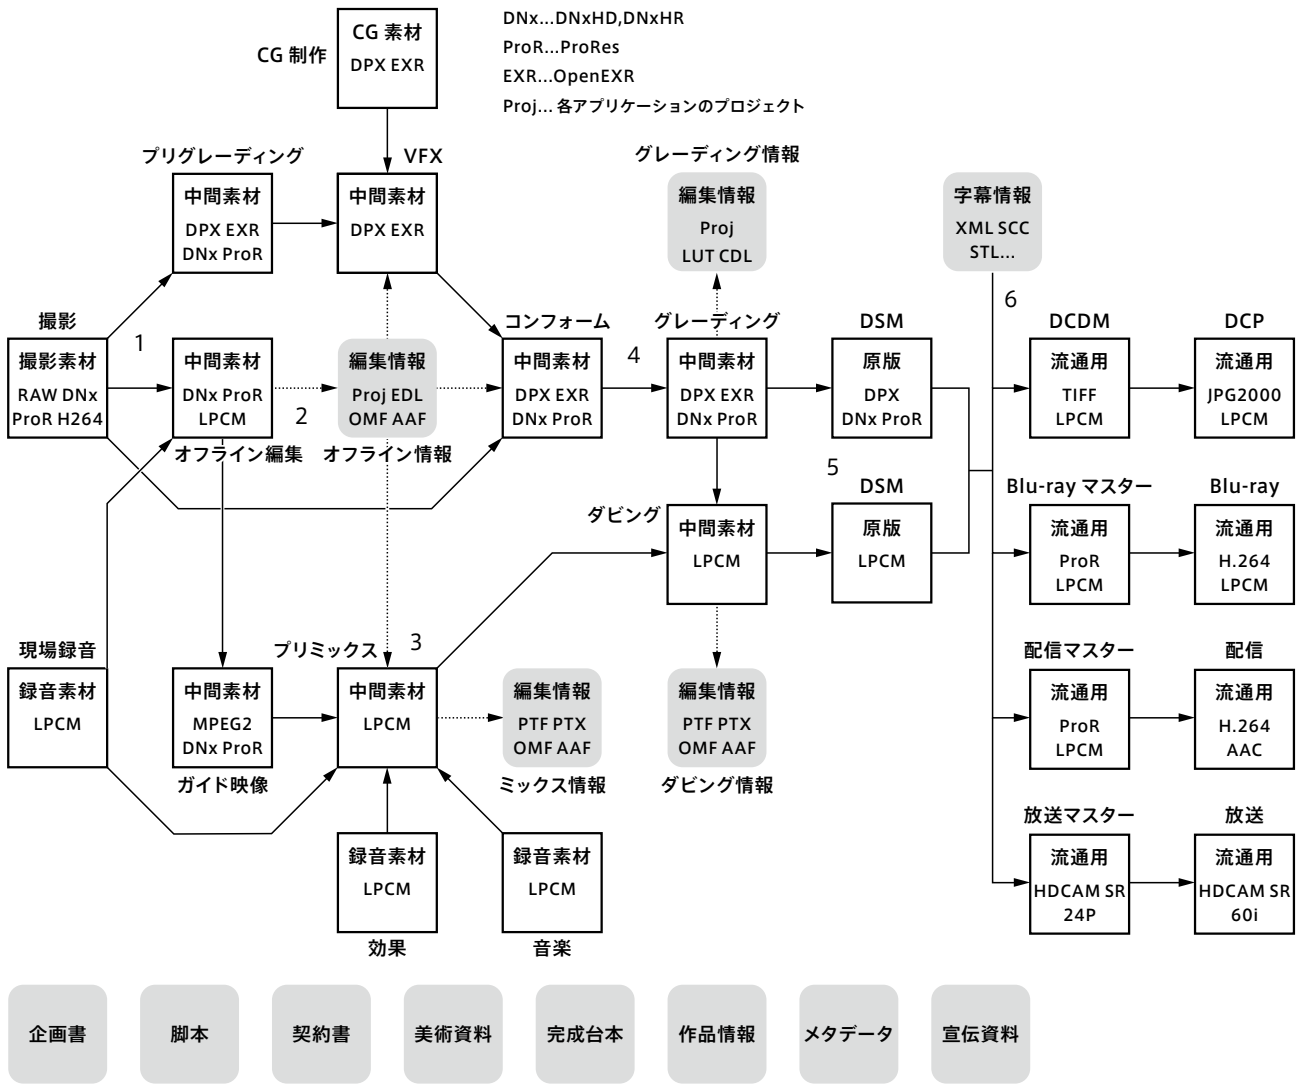 DNx...DNxHD,DNxHR
ProR...ProRes
EXR...OpenEXR
Proj... 各アプリケーションのプロジェクト
CG 制作
CG 素材
DPX EXR
プリグレーディング
中間素材
DPX EXR
DNx ProR
VFX
中間素材
DPX EXR
グレーディング情報
編集情報
Proj
LUT CDL
字幕情報
XML SCC
STL...
撮影
撮影素材
RAW DNx
ProR H264
1
中間素材
DNx ProR
LPCM
オフライン編集
2
編集情報
Proj EDL
OMF AAF
オフライン情報
コンフォーム
中間素材
DPX EXR
DNx ProR
4
グレーディング
中間素材
DPX EXR
DNx ProR
DSM
原版
DPX
DNx ProR
6
DCDM
流通用
TIFF
LPCM
DCP
流通用
JPG2000
LPCM
ダビング
中間素材
LPCM
5
DSM
原版
LPCM
Blu-ray マスター
流通用
ProR
LPCM
Blu-ray
流通用
H.264
LPCM
現場録音
録音素材
LPCM
中間素材
MPEG2
DNx ProR
ガイド映像
プリミックス
3
中間素材
LPCM
編集情報
PTF PTX
OMF AAF
ミックス情報
編集情報
PTF PTX
OMF AAF
ダビング情報
配信マスター
流通用
ProR
LPCM
配信
流通用
H.264
AAC
録音素材
LPCM
効果
録音素材
LPCM
音楽
放送マスター
流通用
HDCAM SR
24P
放送
流通用
HDCAM SR
60i
企画書
脚本
契約書
美術資料
完成台本
作品情報
メタデータ
宣伝資料